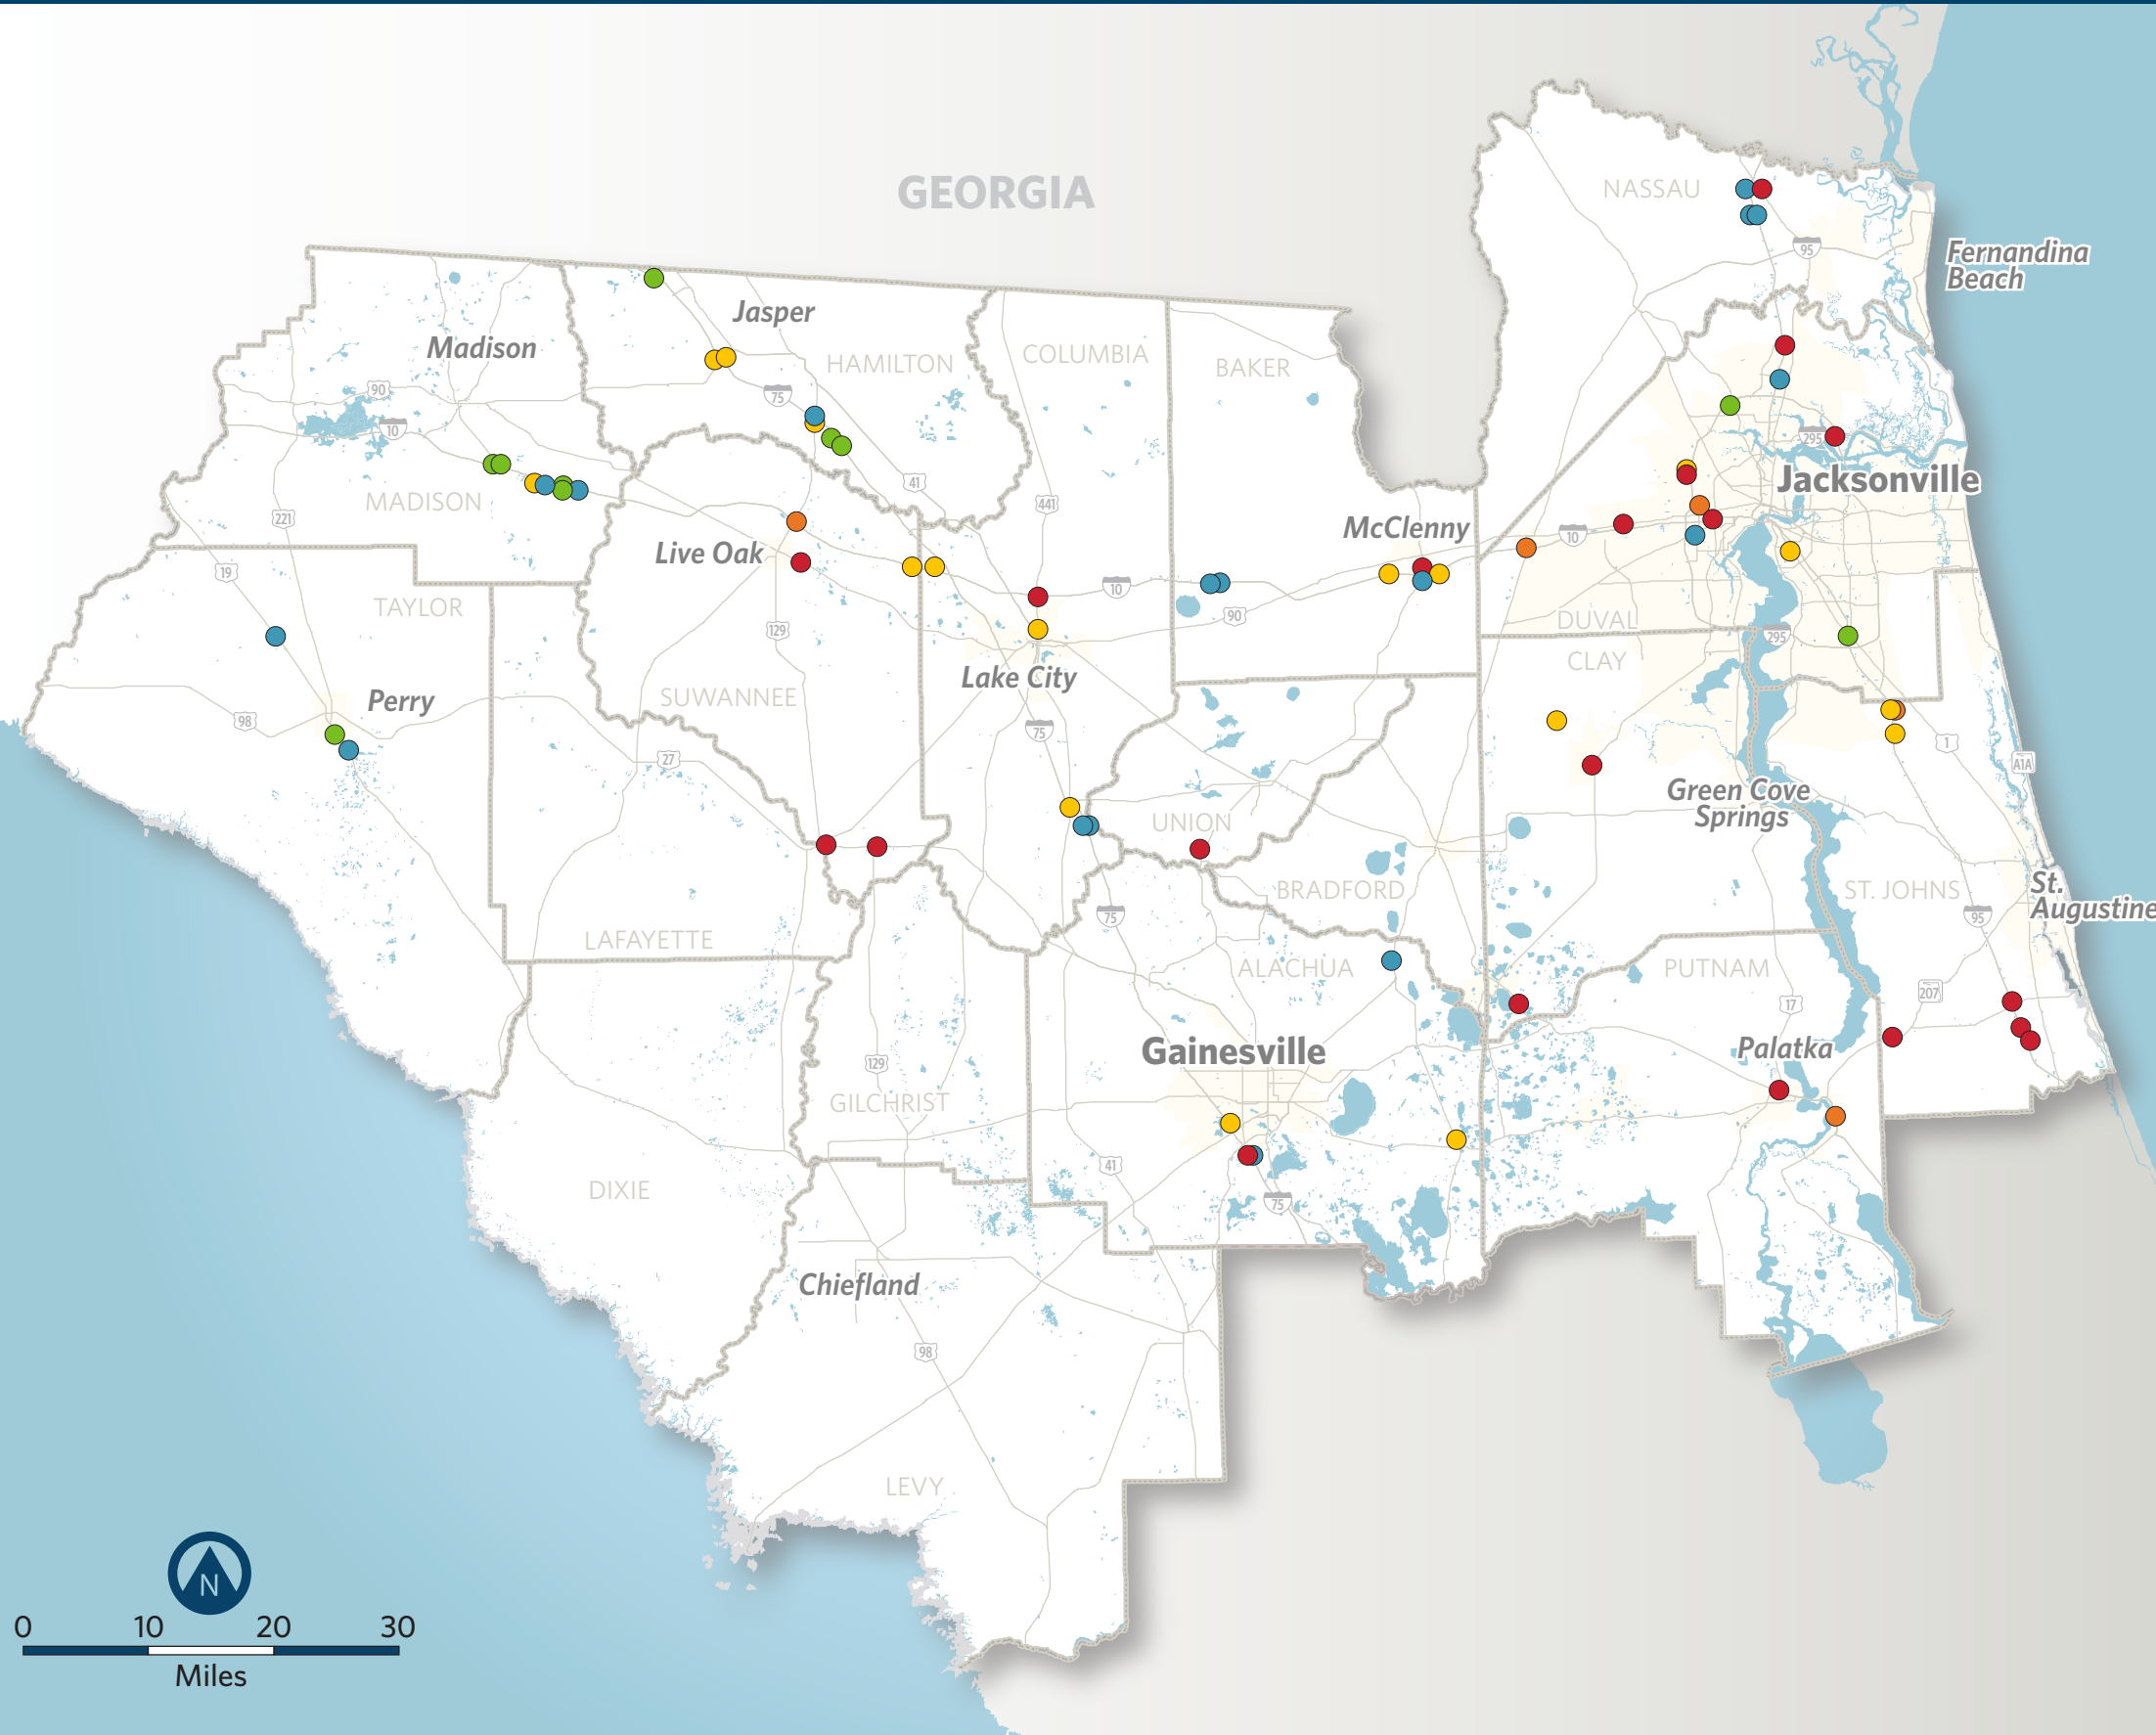 GEORGIA
NASSAU
95
Fernandina
Beach
Jasper
Madison
HAMILTON
COLUMBIA
BAKER
90
75
10
295
Jacksonville
41
MADISON
441
221
McClenny
10
Live Oak
19
10
90
TAYLOR
129
DUVAL
295
CLAY
Lake City
SUWANNEE
Perry
98
75
1
A1A
27
Green Cove
Springs
UNION
BRADFORD
ST. JOHNS
St.
Augustine
75
95
LAFAYETTE
ALACHUA
PUTNAM
207
17
Gainesville
Palatka
129
GILCHRIST
41
DIXIE
75
Chiefland
98
LEVY
N
0 10 20 30
Miles